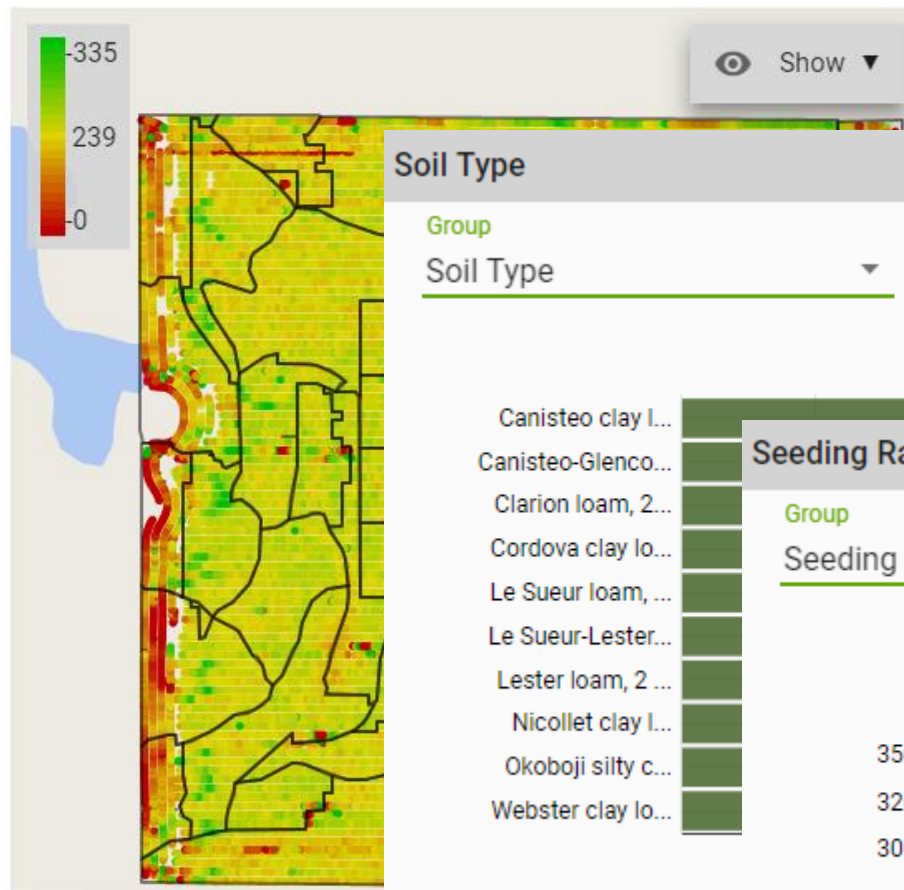 -335
239
-0
Show ▼
Soil Type
Group
Soil Type
Canisteo clay l...
Canisteo-Glenco...
Clarion loam, 2...
Cordova clay lo...
Le Sueur loam, ...
Le Sueur-Lester...
Lester loam, 2 ...
Nicollet clay l...
Okoboji silty c...
Webster clay lo...
Seeding Ra
Group
Seeding
35
32
30